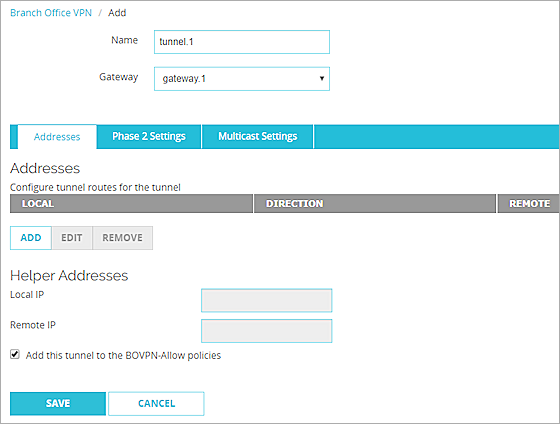 Branch Office VPN / Add
Name tunnel.1
Gateway gateway.1
Addresses Phase 2 Settings Multicast Settings
Addresses
Configure tunnel routes for the tunnel
LOCAL DIRECTION REMOTE
ADD EDIT REMOVE
Helper Addresses
Local IP
Remote IP
Add this tunnel to the BOVPN-Allow policies
SAVE CANCEL